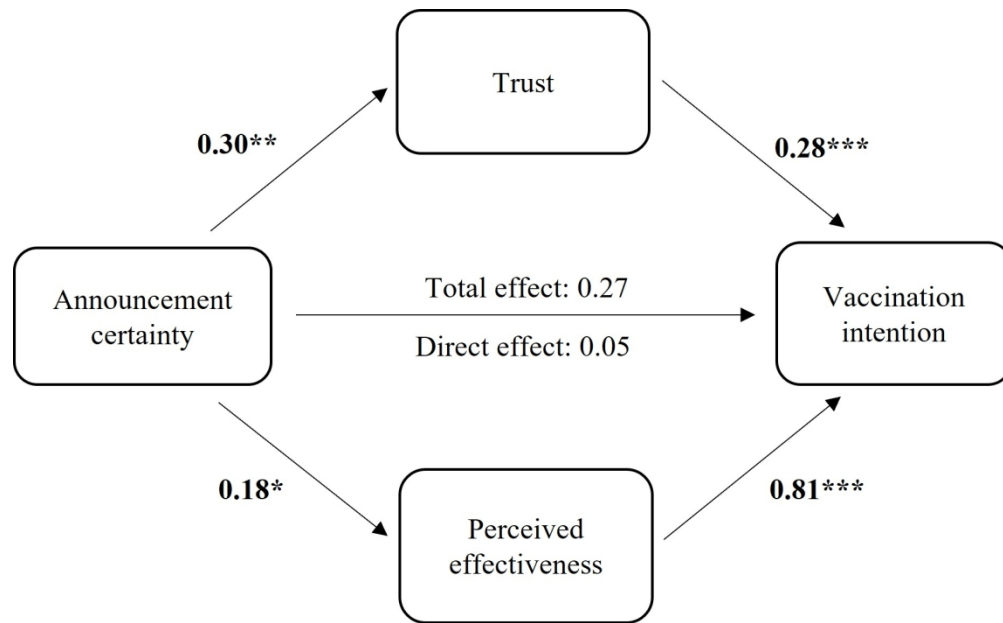 Trust
0.30**
0.28***
Announcement
certainty
Total effect: 0.27
Direct effect: 0.05
Vaccination
intention
0.18*
0.81***
Perceived
effectiveness